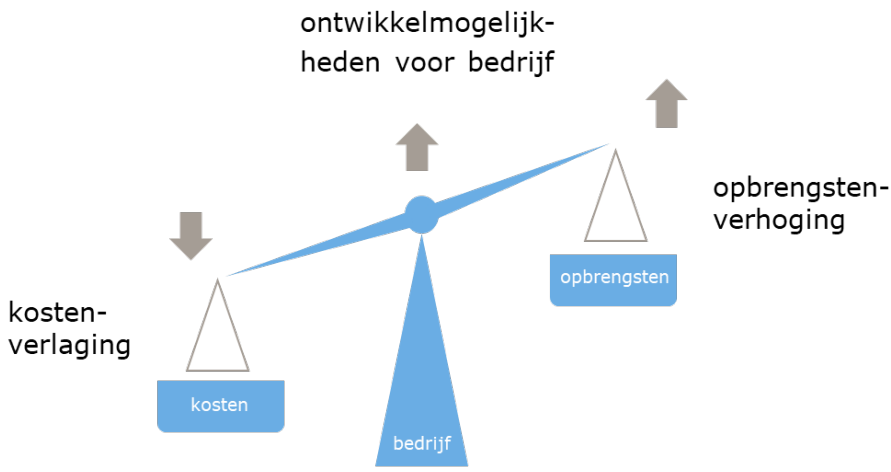 ontwikkelmogelijk-
heden voor bedrijf
opbrengsten-
verhoging
opbrengsten
kosten-
verlaging
kosten
bedrijf